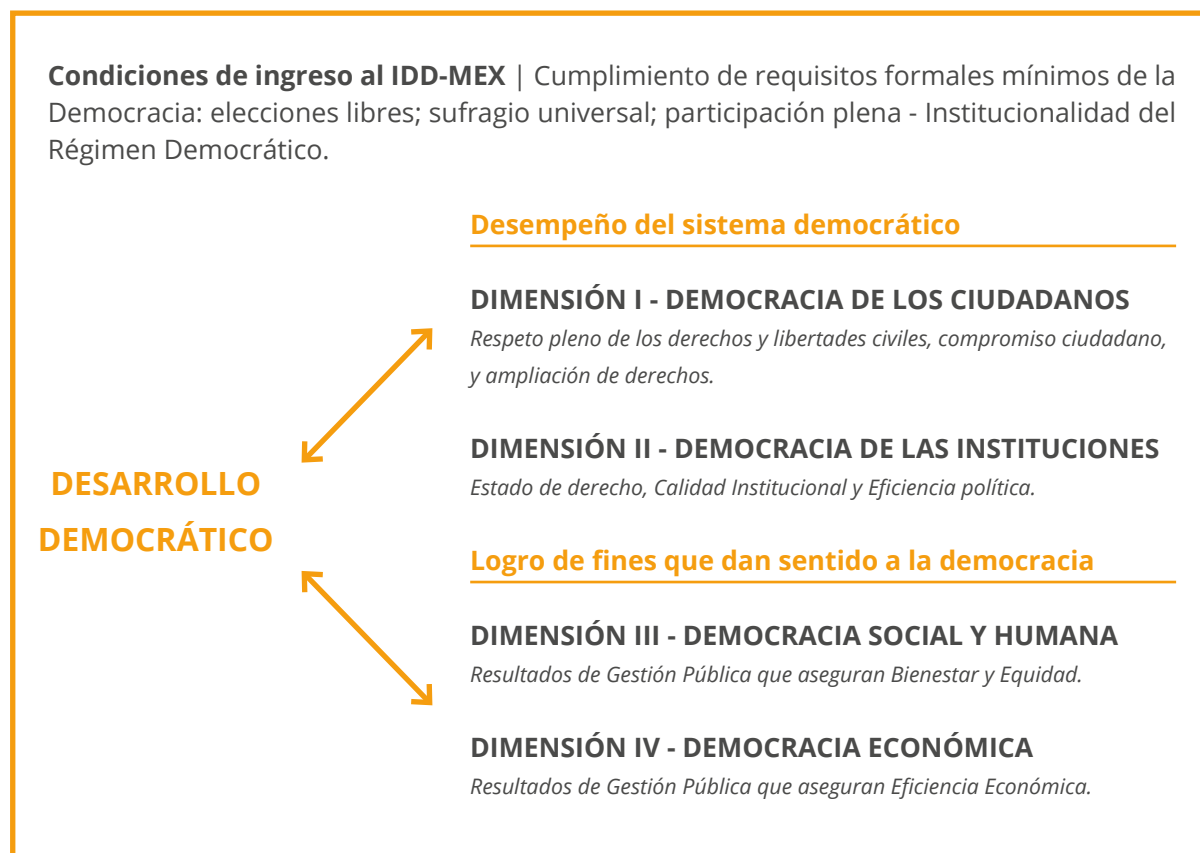 Condiciones de ingreso al IDD-MEX | Cumplimiento de requisitos formales mínimos de la
Democracia: elecciones libres; sufragio universal; participación plena - Institucionalidad del
Régimen Democrático.
Desempeño del sistema democrático
DIMENSIÓN I - DEMOCRACIA DE LOS CIUDADANOS
Respeto pleno de los derechos y libertades civiles, compromiso ciudadano,
y ampliación de derechos.
DIMENSIÓN II - DEMOCRACIA DE LAS INSTITUCIONES
Estado de derecho, Calidad Institucional y Eficiencia política.
DESARROLLO
DEMOCRÁTICO
Logro de fines que dan sentido a la democracia
DIMENSIÓN III - DEMOCRACIA SOCIAL Y HUMANA
Resultados de Gestión Pública que aseguran Bienestar y Equidad.
DIMENSIÓN IV - DEMOCRACIA ECONÓMICA
Resultados de Gestión Pública que aseguran Eficiencia Económica.